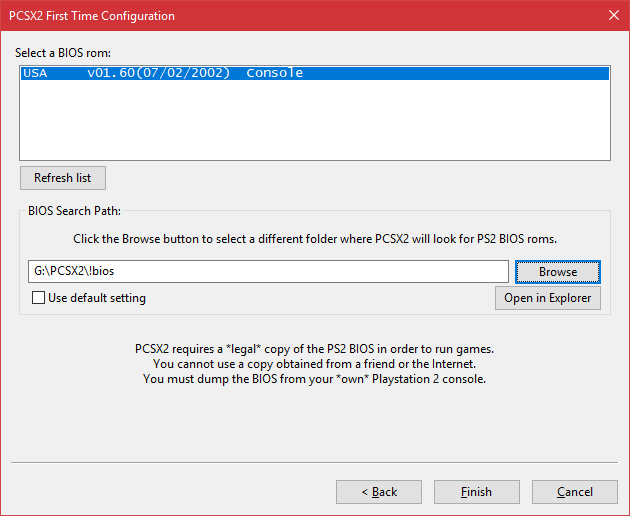 PCSX2 First Time Configuration
Select a BIOS rom:
USA v01.60(07/02/2002) Console
Refresh list
BIOS Search Path:
Click the Browse button to select a different folder where PCSX2 will look for PS2 BIOS roms.
G:\PCSX2\!bios
Browse
Use default setting
Open in Explorer
PCSX2 requires a *legal* copy of the PS2 BIOS in order to run games.
You cannot use a copy obtained from a friend or the Internet.
You must dump the BIOS from your *own* Playstation 2 console.
< Back
Finish
Cancel